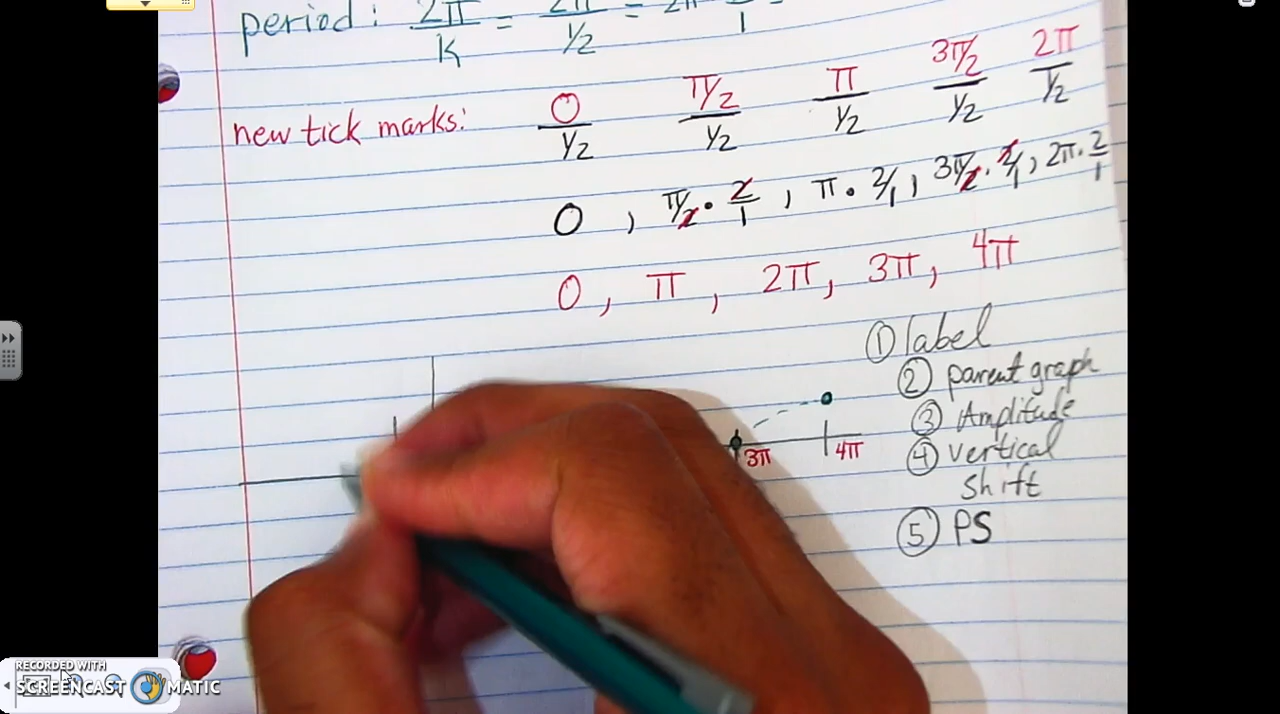 period: 2π/K = 2π/1/2 = 2π
1
new tick marks: 0/1/2 π/2/1/2 π/1/2 3π/2/1/2 2π/1/2
0, π/2 · 2/1, π · 2/1, 3π/2 · 2/1, 2π · 2/1
0, π, 2π, 3π, 4π
① label
② parent graph
③ Amplitude
④ vertical
shift
⑤ PS
3π 4π
RECORDED WITH
SCREENCAST MATIC